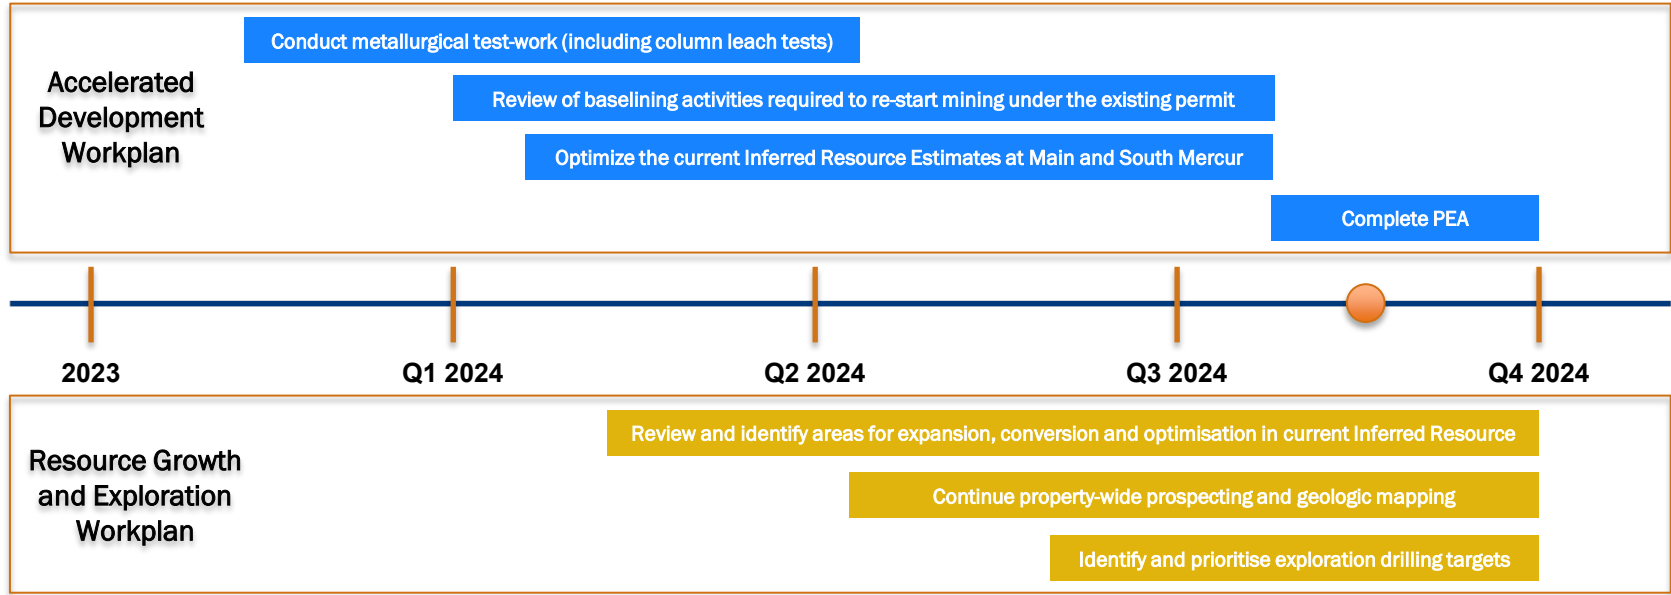 Conduct metallurgical test-work (including column leach tests)
Accelerated
Development
Workplan
Review of baselining activities required to re-start mining under the existing permit
Optimize the current Inferred Resource Estimates at Main and South Mercur
Complete PEA
2023
Q1 2024
Q2 2024
Q3 2024
Q4 2024
Resource Growth
and Exploration
Workplan
Review and identify areas for expansion, conversion and optimisation in current Inferred Resource
Continue property-wide prospecting and geologic mapping
Identify and prioritise exploration drilling targets